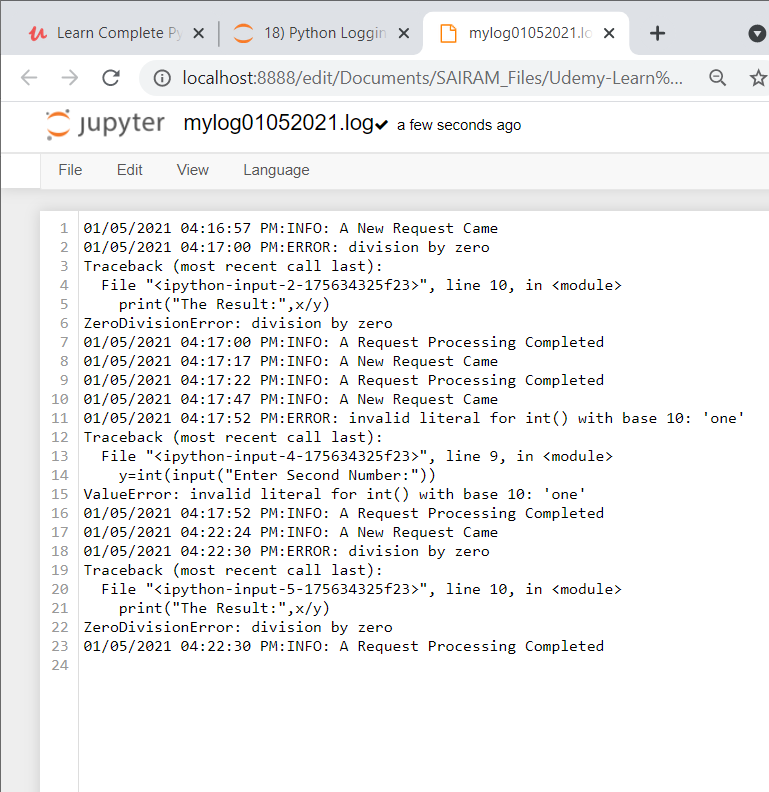 Learn Complete Py
18) Python Loggin
mylog01052021.lo
localhost:8888/edit/Documents/SAIRAM_Files/Udemy-Learn%...
jupyter mylog01052021.log a few seconds ago
File Edit View Language
1 01/05/2021 04:16:57 PM:INFO: A New Request Came
2 01/05/2021 04:17:00 PM:ERROR: division by zero
3 Traceback (most recent call last):
4   File "<ipython-input-2-175634325f23>", line 10, in <module>
5     print("The Result:",x/y)
6 ZeroDivisionError: division by zero
7 01/05/2021 04:17:00 PM:INFO: A Request Processing Completed
8 01/05/2021 04:17:17 PM:INFO: A New Request Came
9 01/05/2021 04:17:22 PM:INFO: A Request Processing Completed
10 01/05/2021 04:17:47 PM:INFO: A New Request Came
11 01/05/2021 04:17:52 PM:ERROR: invalid literal for int() with base 10: 'one'
12 Traceback (most recent call last):
13   File "<ipython-input-4-175634325f23>", line 9, in <module>
14     y=int(input("Enter Second Number:"))
15 ValueError: invalid literal for int() with base 10: 'one'
16 01/05/2021 04:17:52 PM:INFO: A Request Processing Completed
17 01/05/2021 04:22:24 PM:INFO: A New Request Came
18 01/05/2021 04:22:30 PM:ERROR: division by zero
19 Traceback (most recent call last):
20   File "<ipython-input-5-175634325f23>", line 10, in <module>
21     print("The Result:",x/y)
22 ZeroDivisionError: division by zero
23 01/05/2021 04:22:30 PM:INFO: A Request Processing Completed
24